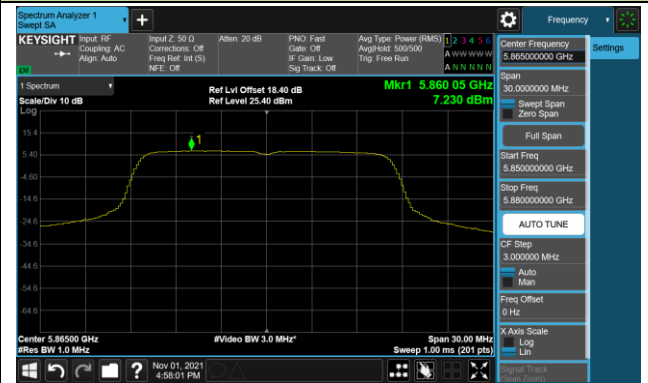 Spectrum Analyzer 1
Swept SA
Frequency
KEYSIGHT
Input: RF
Coupling: AC
Align: Auto
Input Z: 50 Ω
Corrections: Off
Freq Ref: Int (S)
NFE: Off
Atten: 20 dB
PNO: Fast
Gate: Off
IF Gain: Low
Sig Track: Off
Avg Type: Power (RMS)
Avg|Hold: 500/500
Trig: Free Run
1 2 3 4 5 6
A W W W W W
A N N N N N
1 Spectrum
Scale/Div 10 dB
Log
Ref Lvl Offset 18.40 dB
Ref Level 25.40 dBm
Mkr1 5.860 05 GHz
7.230 dBm
1
15.4
5.40
-4.60
-14.6
-24.6
-34.6
-44.6
-54.6
-64.6
Center 5.86500 GHz
#Res BW 1.0 MHz
#Video BW 3.0 MHz*
Span 30.00 MHz
Sweep 1.00 ms (201 pts)
Center Frequency
5.865000000 GHz
Settings
Span
30.0000000 MHz
Swept Span
Zero Span
Full Span
Start Freq
5.850000000 GHz
Stop Freq
5.880000000 GHz
AUTO TUNE
CF Step
3.000000 MHz
Auto
Man
Freq Offset
0 Hz
X Axis Scale
Log
Lin
Signal Track
(Span Zoom)
Nov 01, 2021
4:58:01 PM